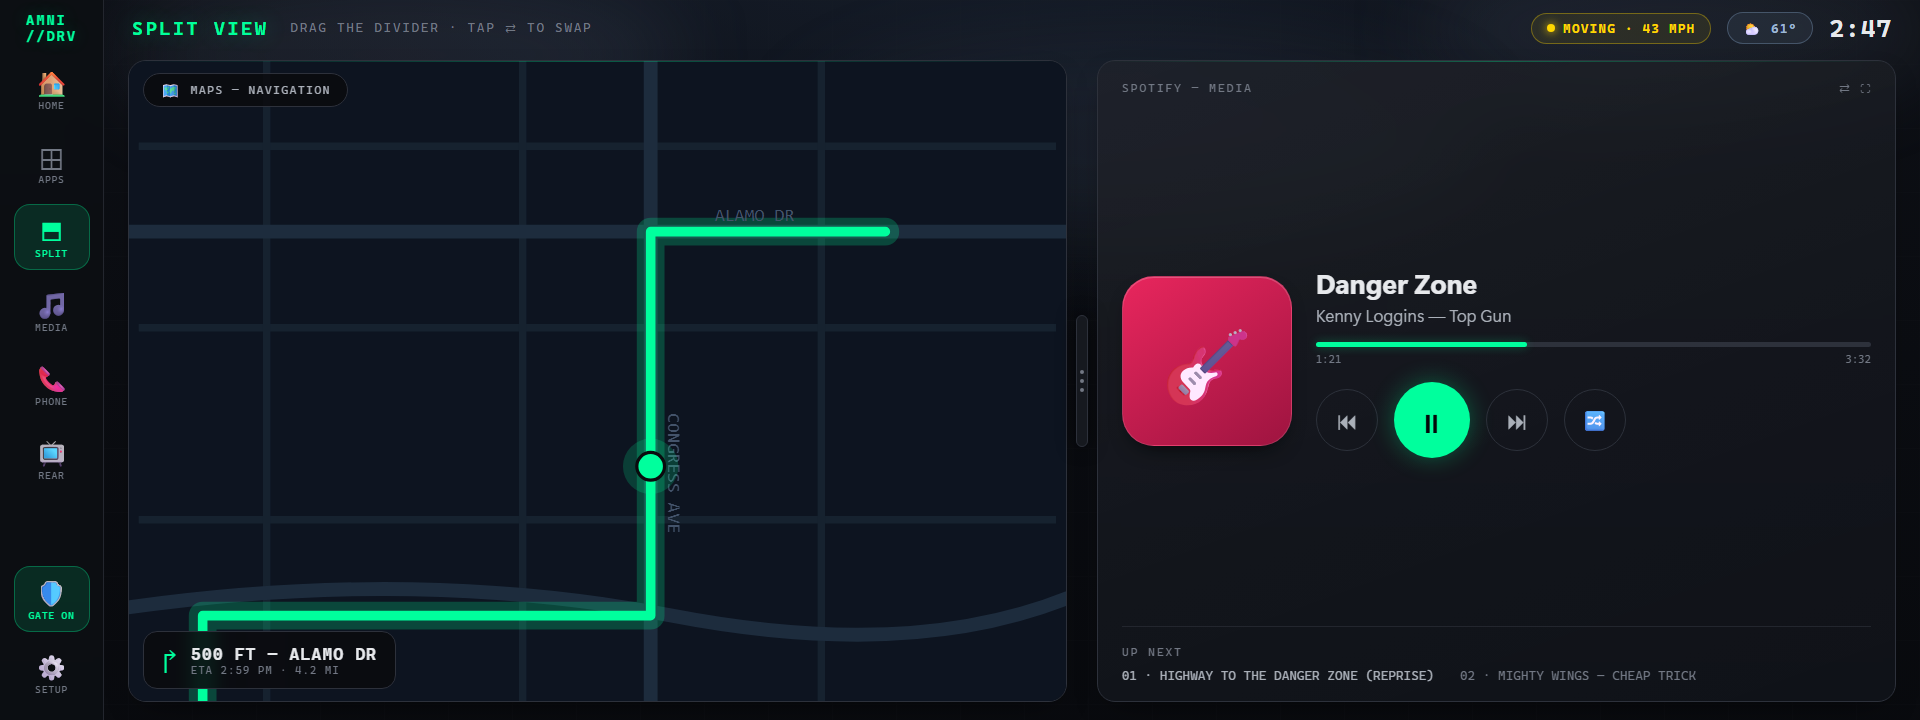 AMNI
//DRV
SPLIT VIEW
DRAG THE DIVIDER · TAP ⇄ TO SWAP
MOVING · 43 MPH
61°
2:47
HOME
APPS
SPLIT
MEDIA
PHONE
REAR
GATE ON
SETUP
MAPS — NAVIGATION
ALAMO DR
CONGRESS AVE
500 FT — ALAMO DR
ETA 2:59 PM · 4.2 MI
SPOTIFY — MEDIA
Danger Zone
Kenny Loggins — Top Gun
1:21
3:32
UP NEXT
01 · HIGHWAY TO THE DANGER ZONE (REPRISE)
02 · MIGHTY WINGS — CHEAP TRICK